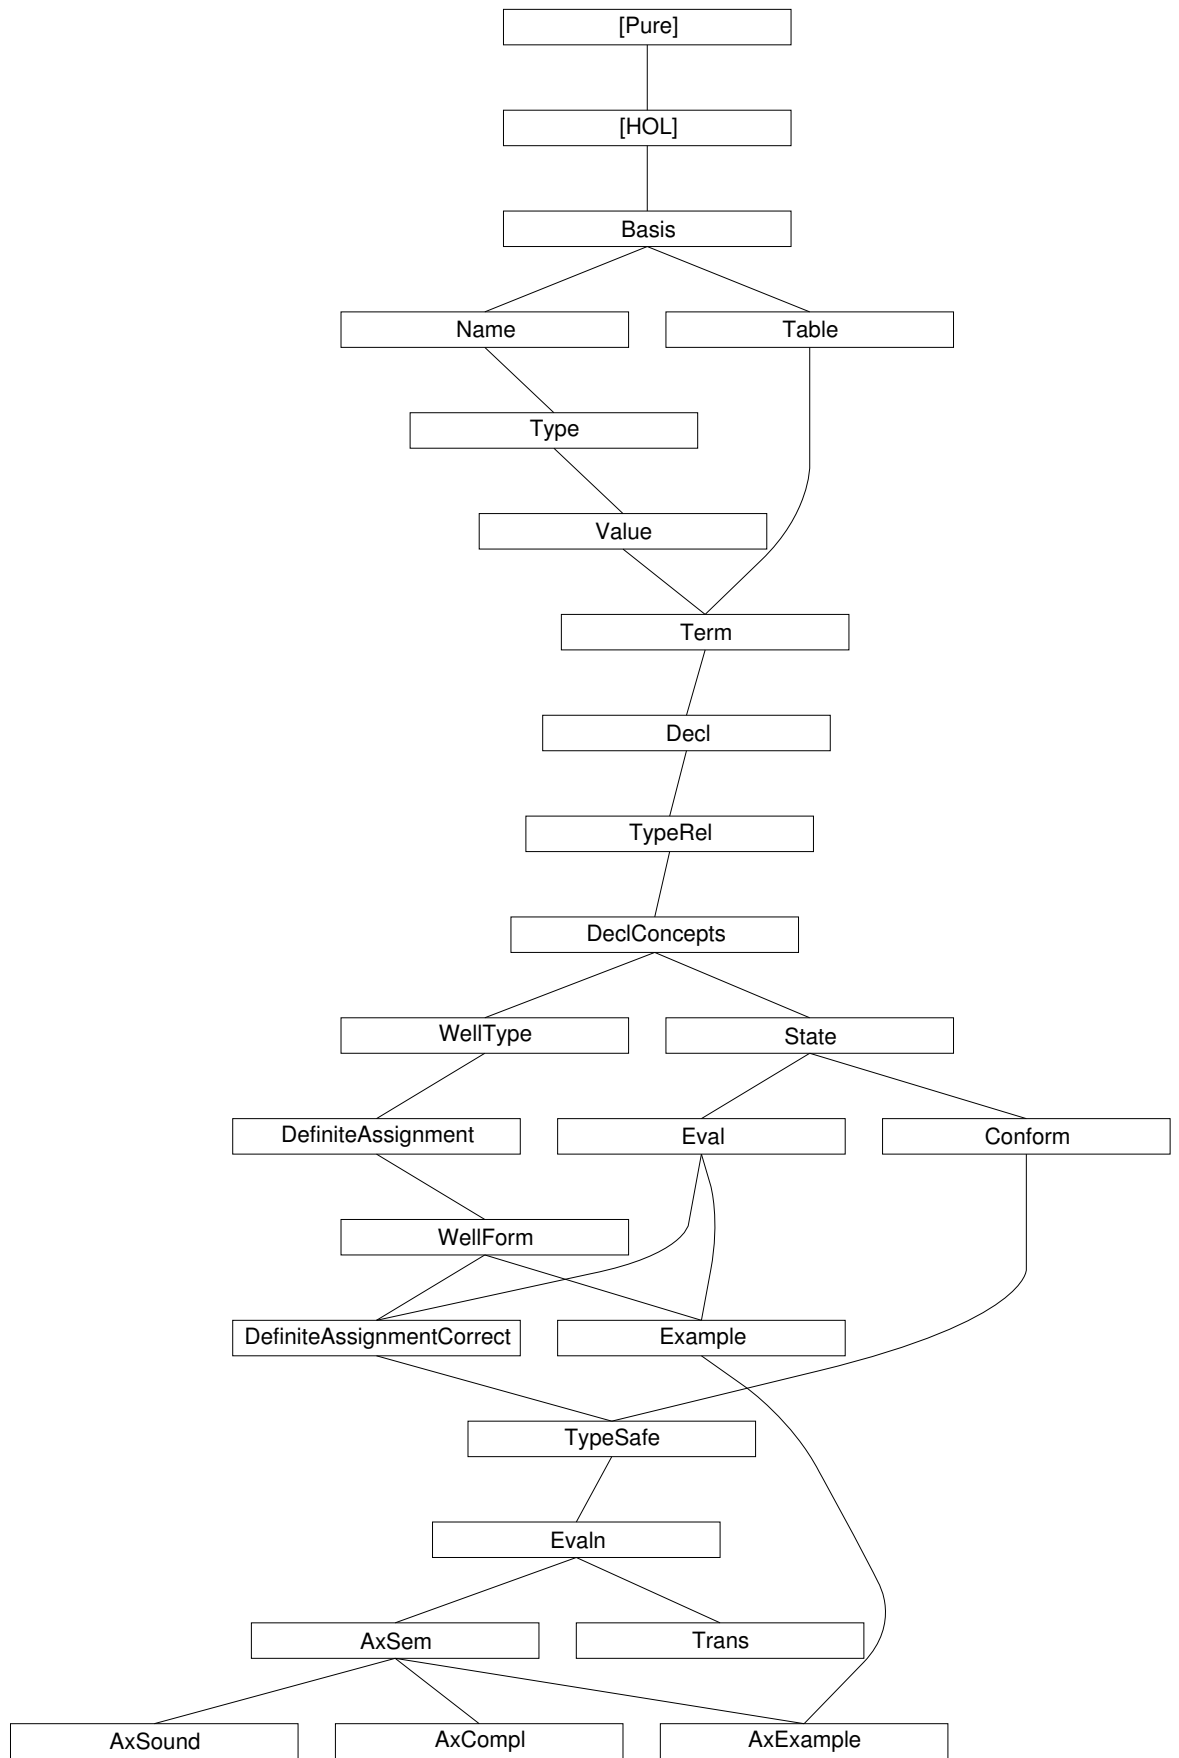 [Pure]
[HOL]
Basis
Name
Table
Type
Value
Term
Decl
TypeRel
DeclConcepts
WellType
State
DefiniteAssignment
Eval
Conform
WellForm
DefiniteAssignmentCorrect
Example
TypeSafe
Evaln
AxSem
Trans
AxSound
AxCompl
AxExample